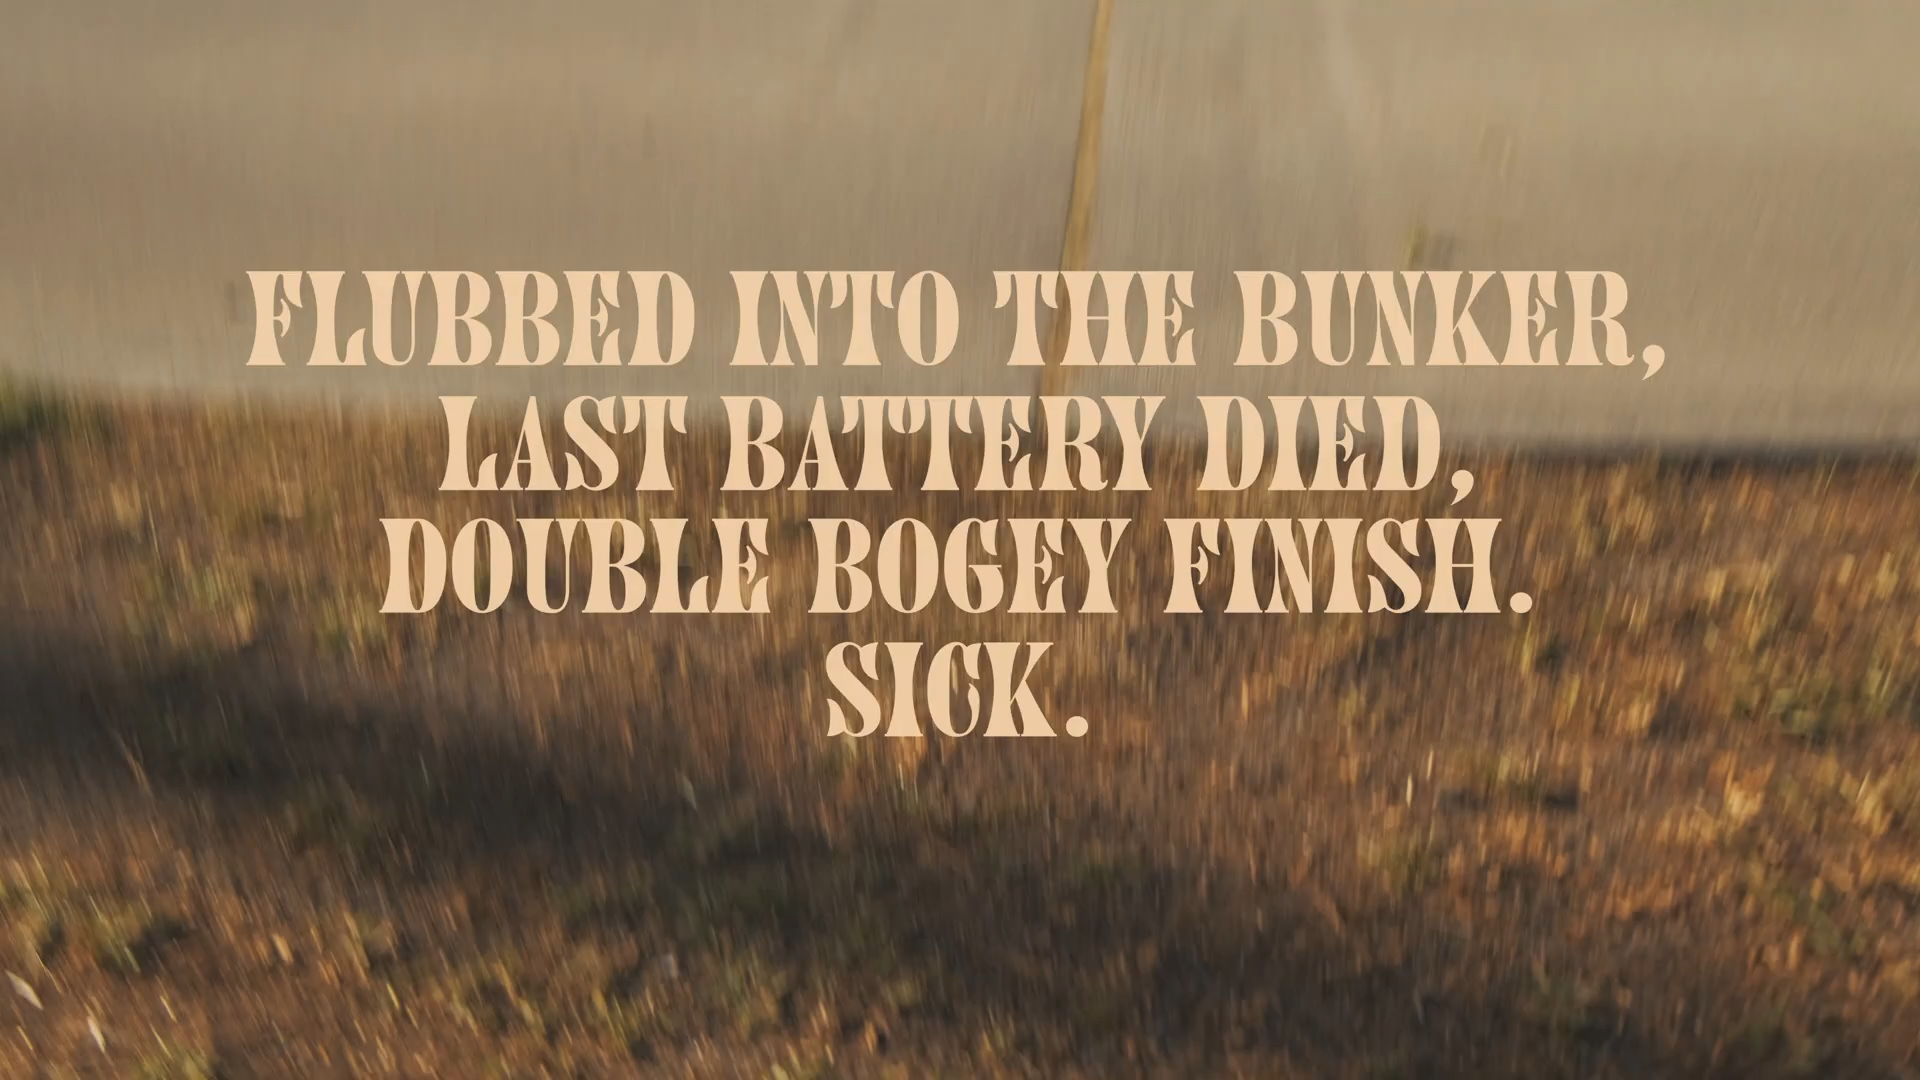 FLUBBED INTO THE BUNKER,
LAST BATTERY DIED,
DOUBLE BOGEY FINISH.
SICK.